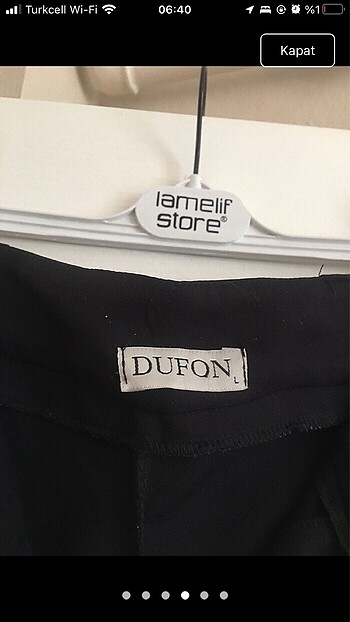 Turkcell Wi-Fi 06:40 %1
Kapat
lamelif
store®
DUFON
L